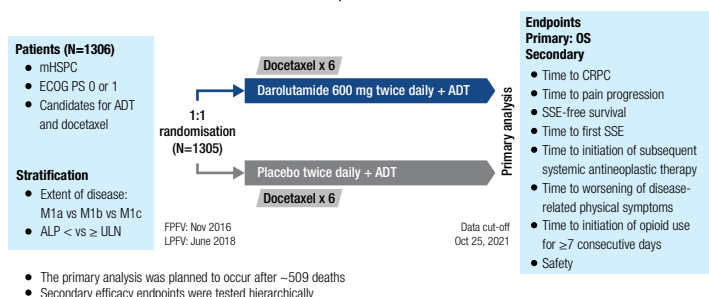 Patients (N=1306)
● mHSPC
● ECOG PS 0 or 1
● Candidates for ADT
and docetaxel
Stratification
● Extent of disease:
M1a vs M1b vs M1c
● ALP < vs ≥ ULN
1:1
randomisation
(N=1305)
Docetaxel x 6
Darolutamide 600 mg twice daily + ADT
Placebo twice daily + ADT
Docetaxel x 6
FPFV: Nov 2016
LPFV: June 2018
Data cut-off
Oct 25, 2021
Primary analysis
Endpoints
Primary: OS
Secondary
● Time to CRPC
● Time to pain progression
● SSE-free survival
● Time to first SSE
● Time to initiation of subsequent
systemic antineoplastic therapy
● Time to worsening of disease-
related physical symptoms
● Time to initiation of opioid use
for ≥7 consecutive days
● Safety
● The primary analysis was planned to occur after ~509 deaths
● Secondary efficacy endpoints were tested hierarchically